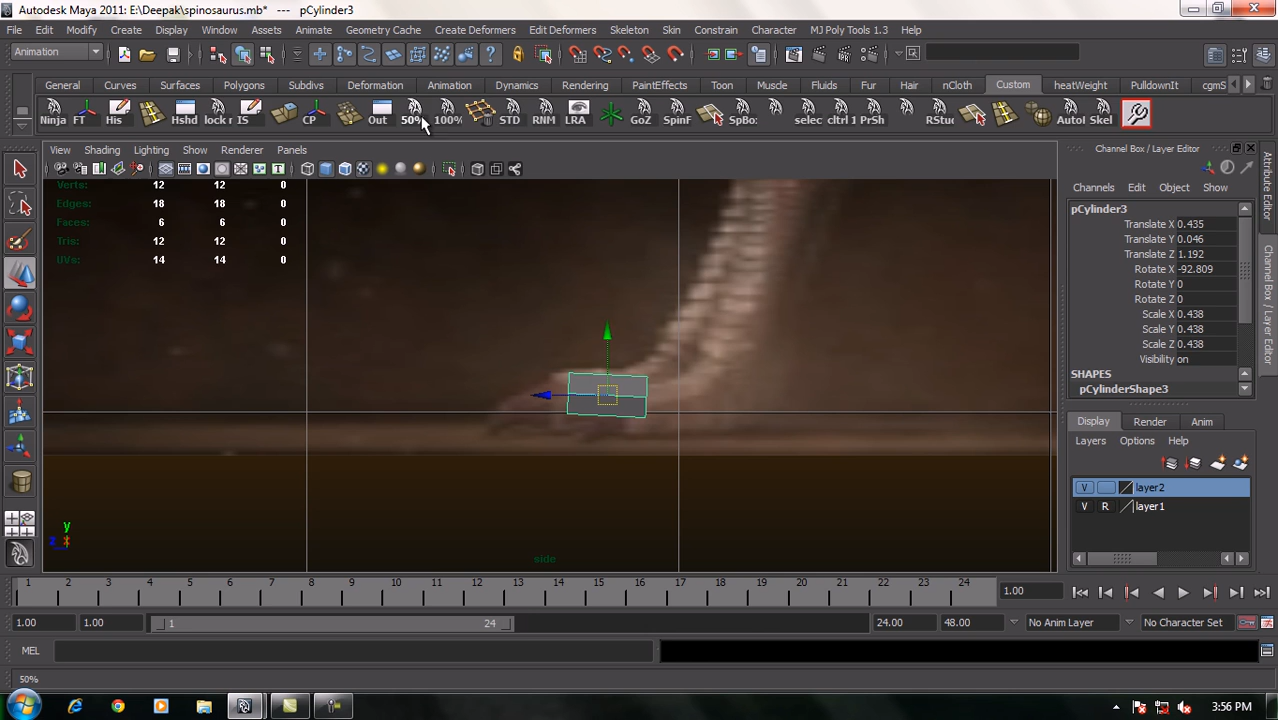 Autodesk Maya 2011: E:\Deepak\spinosaurus.mb*   ---   pCylinder3
File Edit Modify Create Display Window Assets Animate Geometry Cache Create Deformers Edit Deformers Skeleton Skin Constrain Character MJ Poly Tools 1.3 Help
Animation
General Curves Surfaces Polygons Subdivs Deformation Animation Dynamics Rendering PaintEffects Toon Muscle Fluids Fur Hair nCloth Custom heatWeight PulldownIt cgmS
Ninja FT His Hshd lock r IS CP Out 50% 100% STD RNIM LRA GoZ SpinF SpBo: selec cltrl 1 PrSh RStu AutoI Skel
View Shading Lighting Show Renderer Panels
Verts: 12 12 0
Edges: 18 18 0
Faces: 6 6 0
Tris: 12 12 0
UVs: 14 14 0
y
z x
side
Channel Box / Layer Editor
Channels Edit Object Show
pCylinder3
Translate X 0.435
Translate Y 0.046
Translate Z 1.192
Rotate X -92.809
Rotate Y 0
Rotate Z 0
Scale X 0.438
Scale Y 0.438
Scale Z 0.438
Visibility on
SHAPES
pCylinderShape3
Display Render Anim
Layers Options Help
V layer2
V R layer1
Attribute Editor
Channel Box / Layer Editor
1 2 3 4 5 6 7 8 9 10 11 12 13 14 15 16 17 18 19 20 21 22 23 24 1.00
1.00 1.00 1 24 24.00 48.00 No Anim Layer No Character Set
MEL
50%
3:56 PM